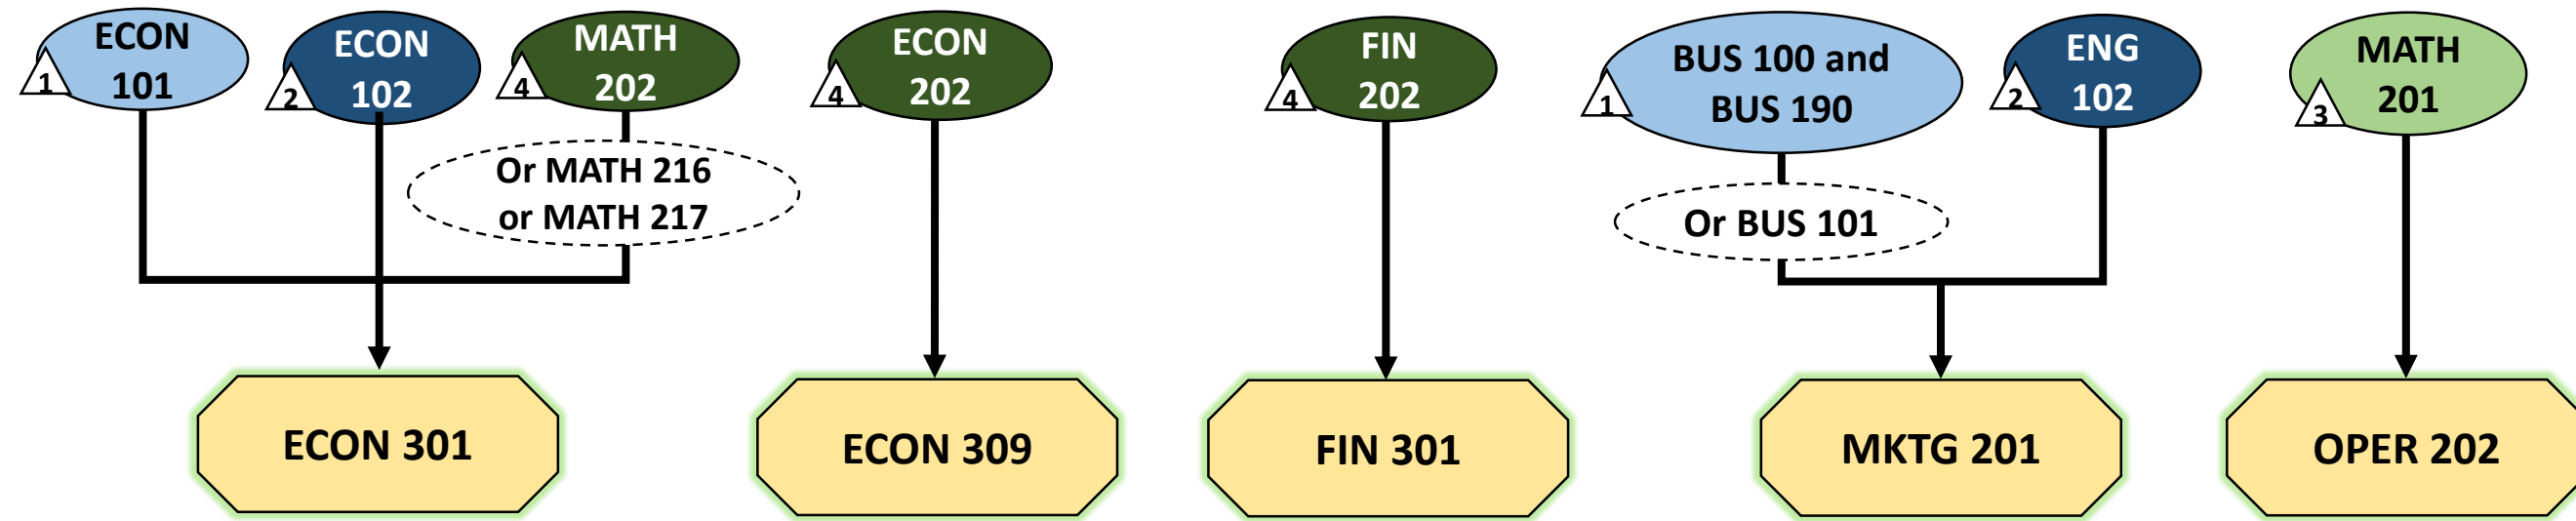 ECON
101
1
ECON
102
2
MATH
202
4
Or MATH 216
or MATH 217
ECON
202
4
FIN
202
4
BUS 100 and
BUS 190
1
Or BUS 101
ENG
102
2
MATH
201
3
ECON 301
ECON 309
FIN 301
MKTG 201
OPER 202